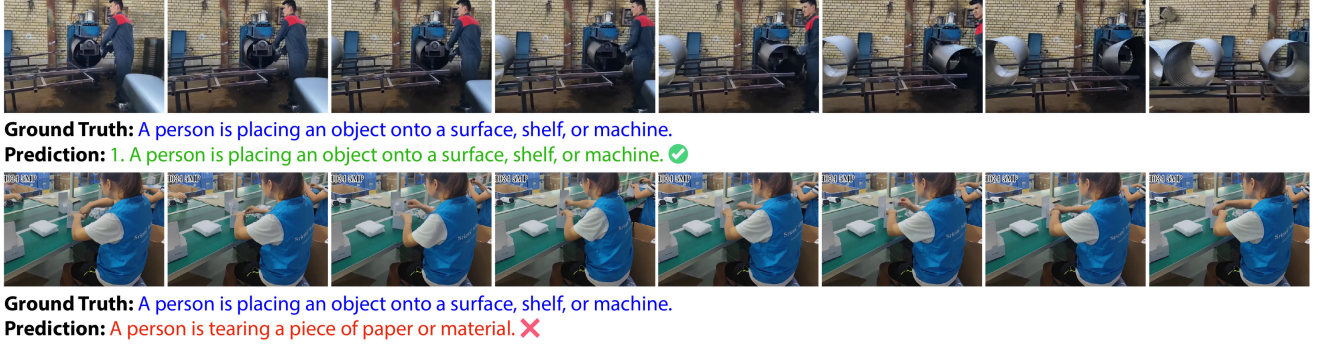 Ground Truth: A person is placing an object onto a surface, shelf, or machine.
Prediction: 1. A person is placing an object onto a surface, shelf, or machine.
Ground Truth: A person is placing an object onto a surface, shelf, or machine.
Prediction: A person is tearing a piece of paper or material.